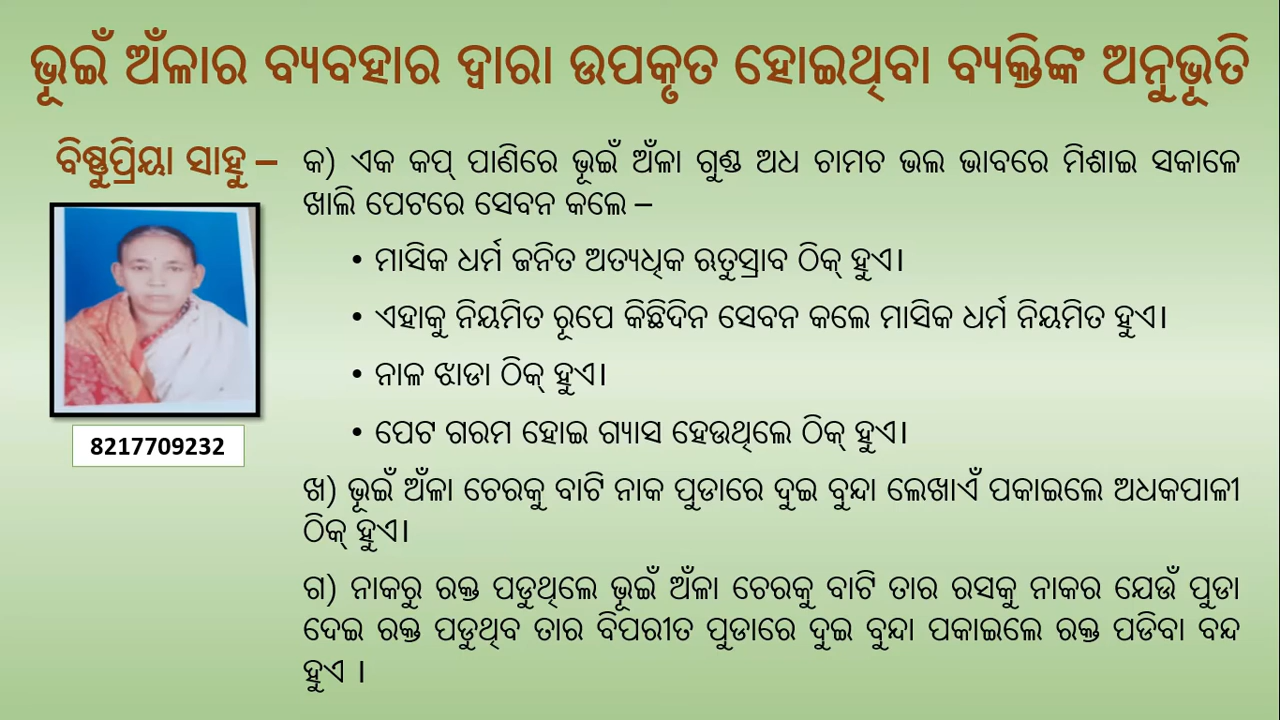 ଭୂଇଁ ଅଁଳାର ବ୍ୟବହାର ଦ୍ୱାରା ଉପକୃତ ହୋଇଥିବା ବ୍ୟକ୍ତିଙ୍କ ଅନୁଭୂତି
ବିଷ୍ଣୁପ୍ରିୟା ସାହୁ –
8217709232
କ) ଏକ କପ୍ ପାଣିରେ ଭୂଇଁ ଅଁଳା ଗୁଣ୍ଡ ଅଧ ଚାମଚ ଭଲ ଭାବରେ ମିଶାଇ ସକାଳେ
ଖାଲି ପେଟରେ ସେବନ କଲେ –
• ମାସିକ ଧର୍ମ ଜନିତ ଅତ୍ୟଧିକ ଋତୁସ୍ରାବ ଠିକ୍ ହୁଏ।
• ଏହାକୁ ନିୟମିତ ରୂପେ କିଛିଦିନ ସେବନ କଲେ ମାସିକ ଧର୍ମ ନିୟମିତ ହୁଏ।
• ନାଳ ଝାଡା ଠିକ୍ ହୁଏ।
• ପେଟ ଗରମ ହୋଇ ଗ୍ୟାସ ହେଉଥିଲେ ଠିକ୍ ହୁଏ।
ଖ) ଭୂଇଁ ଅଁଳା ଚେରକୁ ବାଟି ନାକ ପୁଡାରେ ଦୁଇ ବୁନ୍ଦା ଲେଖାଏଁ ପକାଇଲେ ଅଧକପାଳୀ
ଠିକ୍ ହୁଏ।
ଗ) ନାକରୁ ରକ୍ତ ପଡୁଥିଲେ ଭୂଇଁ ଅଁଳା ଚେରକୁ ବାଟି ତାର ରସକୁ ନାକର ଯେଉଁ ପୁଡା
ଦେଇ ରକ୍ତ ପଡୁଥିବ ତାର ବିପରୀତ ପୁଡାରେ ଦୁଇ ବୁନ୍ଦା ପକାଇଲେ ରକ୍ତ ପଡିବା ବନ୍ଦ
ହୁଏ ।